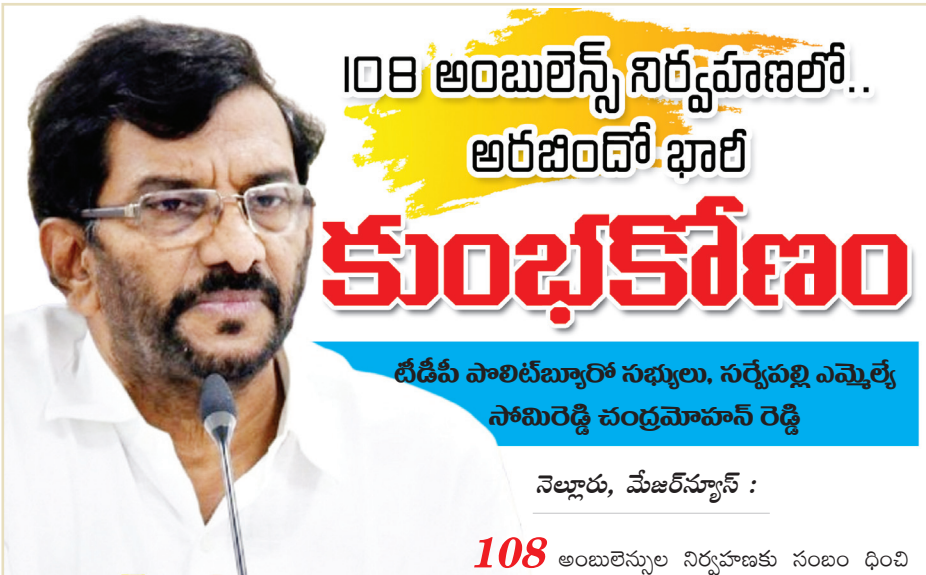 108 అంబులెన్స్ నిర్వహణలో..
అరబిందో భారీ
కుంభకోణం
టీడీపీ పొలిట్‌బ్యూరో సభ్యులు, సర్వేపల్లి ఎమ్మెల్యే
సోమిరెడ్డి చంద్రమోహన్ రెడ్డి
నెల్లూరు, మేజర్‌న్యూస్ :
108 అంబులెన్సుల నిర్వహణకు సంబం ధించి